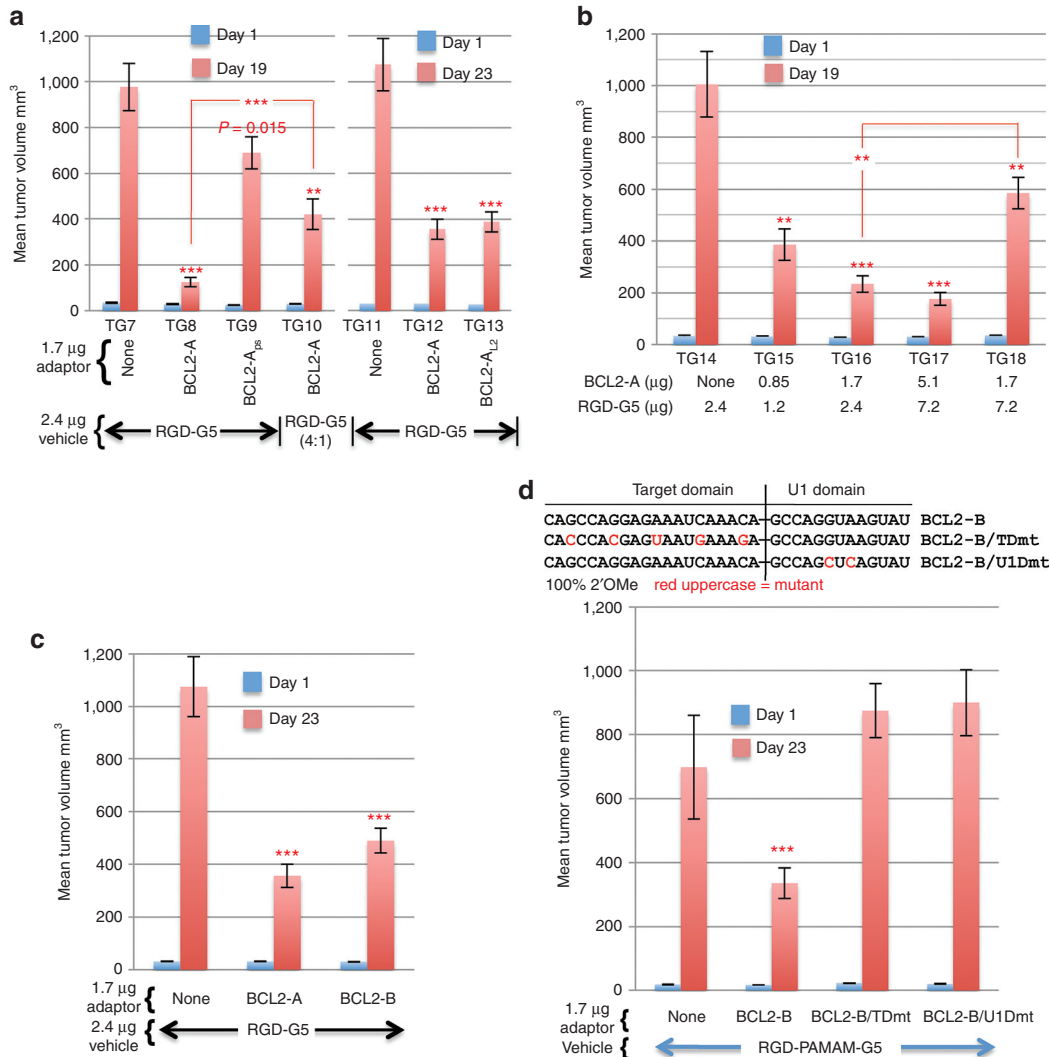 a
1,200
1,000
800
600
400
200
0
Mean tumor volume mm³
Day 1
Day 19
Day 1
Day 23
***
P = 0.015
***
**
***
***
TG7 TG8 TG9 TG10 TG11 TG12 TG13
1.7 µg adaptor { None BCL2-A BCL2-Aps BCL2-A None BCL2-A BCL2-AL2
2.4 µg vehicle { RGD-G5 RGD-G5 (4:1) RGD-G5
b
1,200
1,000
800
600
400
200
0
Mean tumor volume mm³
Day 1
Day 19
**
**
***
***
**
TG14 TG15 TG16 TG17 TG18
BCL2-A (µg) None 0.85 1.7 5.1 1.7
RGD-G5 (µg) 2.4 1.2 2.4 7.2 7.2
c
1,200
1,000
800
600
400
200
0
Mean tumor volume mm³
Day 1
Day 23
***
***
1.7 µg adaptor { None BCL2-A BCL2-B
2.4 µg vehicle { RGD-G5
d
Target domain U1 domain
CAGCCAGGAGAAAUCAAACA GCCAGGUAAGUAU BCL2-B
CACCCACGAGUAAUGAAAGA GCCAGGUAAGUAU BCL2-B/TDmt
CAGCCAGGAGAAAUCAAACA GCCAGCUCAGUAU BCL2-B/U1Dmt
100% 2′OMe red uppercase = mutant
1,200
1,000
800
600
400
200
0
Mean tumor volume mm³
Day 1
Day 23
***
1.7 µg adaptor { None BCL2-B BCL2-B/TDmt BCL2-B/U1Dmt
Vehicle { RGD-PAMAM-G5